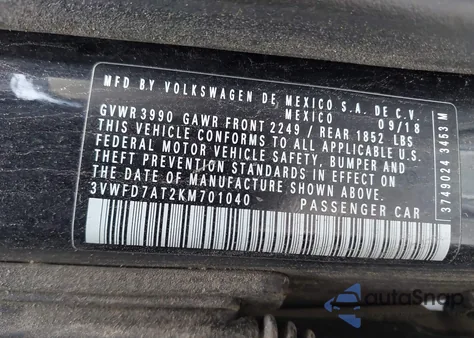 MFD BY VOLKSWAGEN DE MEXICO S.A. DE C.V.
MEXICO 09/18
GVWR 3990 GAWR FRONT 2249 / REAR 1852 LBS
THIS VEHICLE CONFORMS TO ALL APPLICABLE U.S.
FEDERAL MOTOR VEHICLE SAFETY, BUMPER AND
THEFT PREVENTION STANDARDS IN EFFECT ON
THE DATE OF MANUFACTURE SHOWN ABOVE.
3VWFD7AT2KM701040 PASSENGER CAR
3749024 3453 M
autoSnap